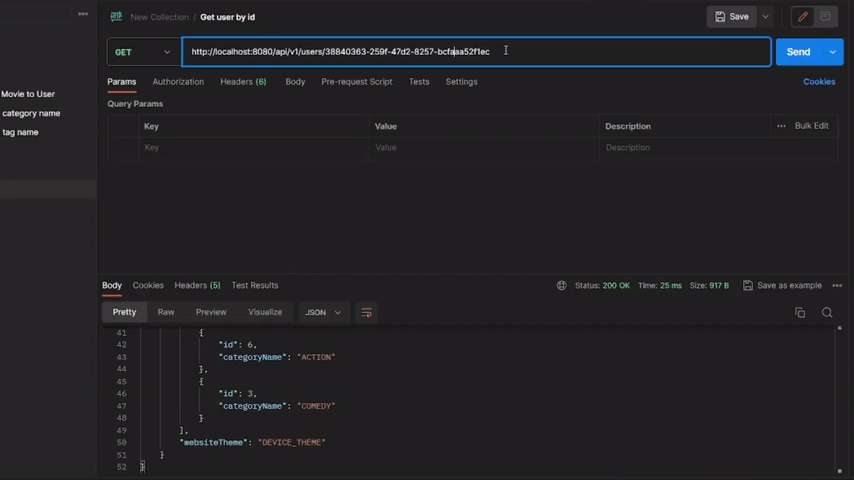 New Collection / Get user by id
Save
GET http://localhost:8080/api/v1/users/38840363-259f-47d2-8257-bcfaaa52f1ec Send
Movie to User
category name
tag name
Params Authorization Headers (6) Body Pre-request Script Tests Settings Cookies
Query Params
Key Value Description ••• Bulk Edit
Key Value Description
Body Cookies Headers (5) Test Results Status: 200 OK Time: 25 ms Size: 917 B Save as example
Pretty Raw Preview Visualize JSON
41 {
42 "id": 6,
43 "categoryName": "ACTION"
44 },
45 {
46 "id": 3,
47 "categoryName": "COMEDY"
48 }
49 ],
50 "websiteTheme": "DEVICE_THEME"
51 }
52 }